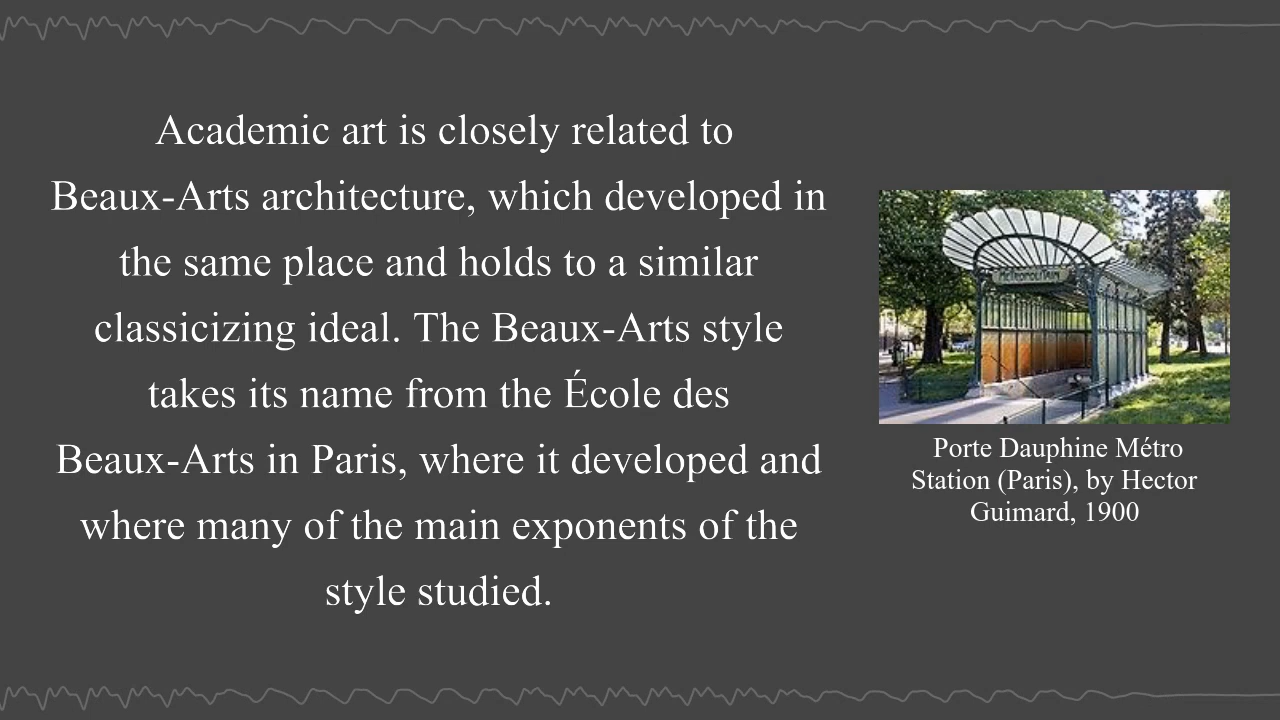 Academic art is closely related to
Beaux-Arts architecture, which developed in
the same place and holds to a similar
classicizing ideal. The Beaux-Arts style
takes its name from the École des
Beaux-Arts in Paris, where it developed and
where many of the main exponents of the
style studied.
METROPOLITAIN
Porte Dauphine Métro
Station (Paris), by Hector
Guimard, 1900